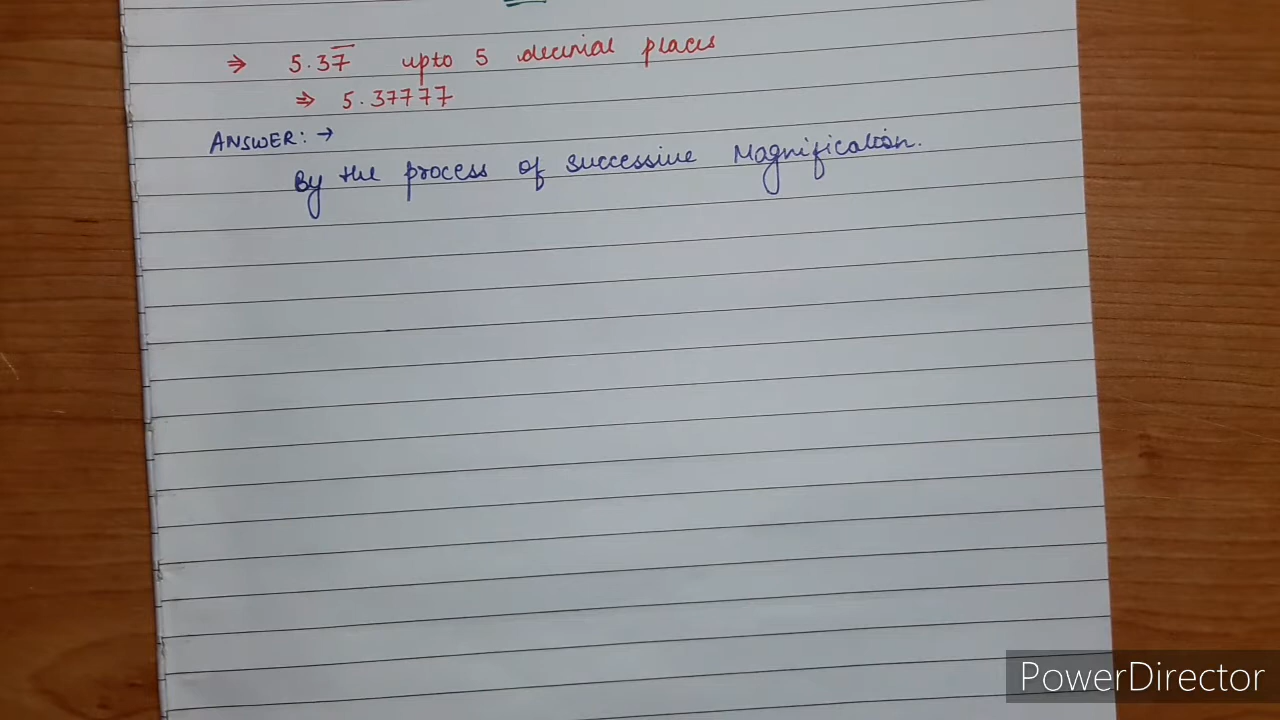 ⇒ 5.37̅ upto 5 decimal places
⇒ 5.37777
ANSWER: →
By the process of successive Magnification.
PowerDirector